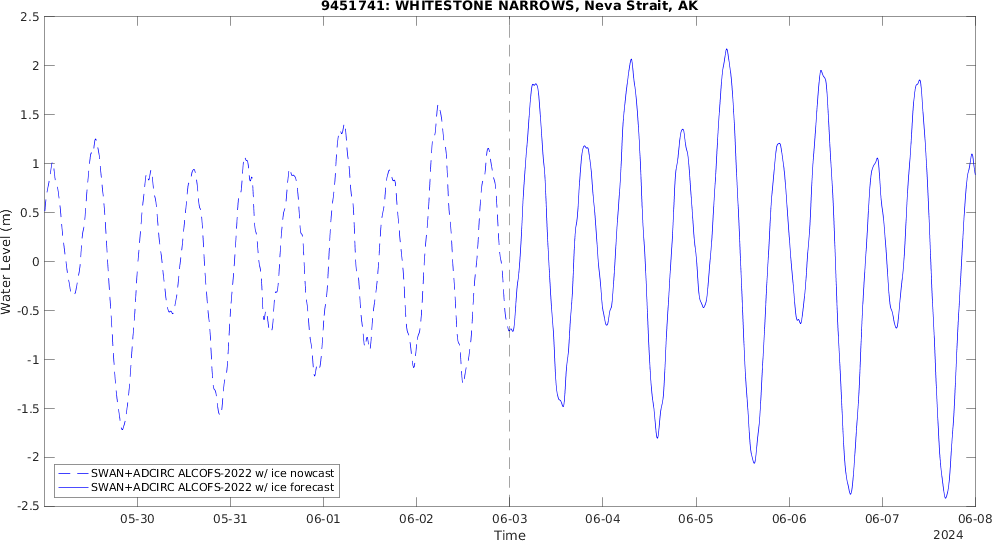 9451741: WHITESTONE NARROWS, Neva Strait, AK
2.5
2
1.5
1
0.5
0
-0.5
-1
-1.5
-2
-2.5
Water Level (m)
SWAN+ADCIRC ALCOFS-2022 w/ ice nowcast
SWAN+ADCIRC ALCOFS-2022 w/ ice forecast
05-30 05-31 06-01 06-02 06-03 06-04 06-05 06-06 06-07 06-08
Time
2024